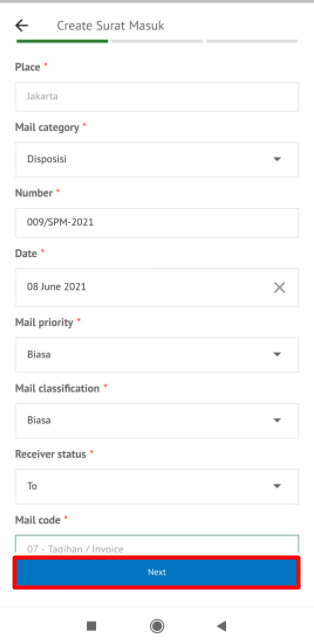 Create Surat Masuk
Place *
Jakarta
Mail category *
Disposisi
Number *
009/SPM-2021
Date *
08 June 2021
Mail priority *
Biasa
Mail classification *
Biasa
Receiver status *
To
Mail code *
07 - Tagihan / Invoice
Next